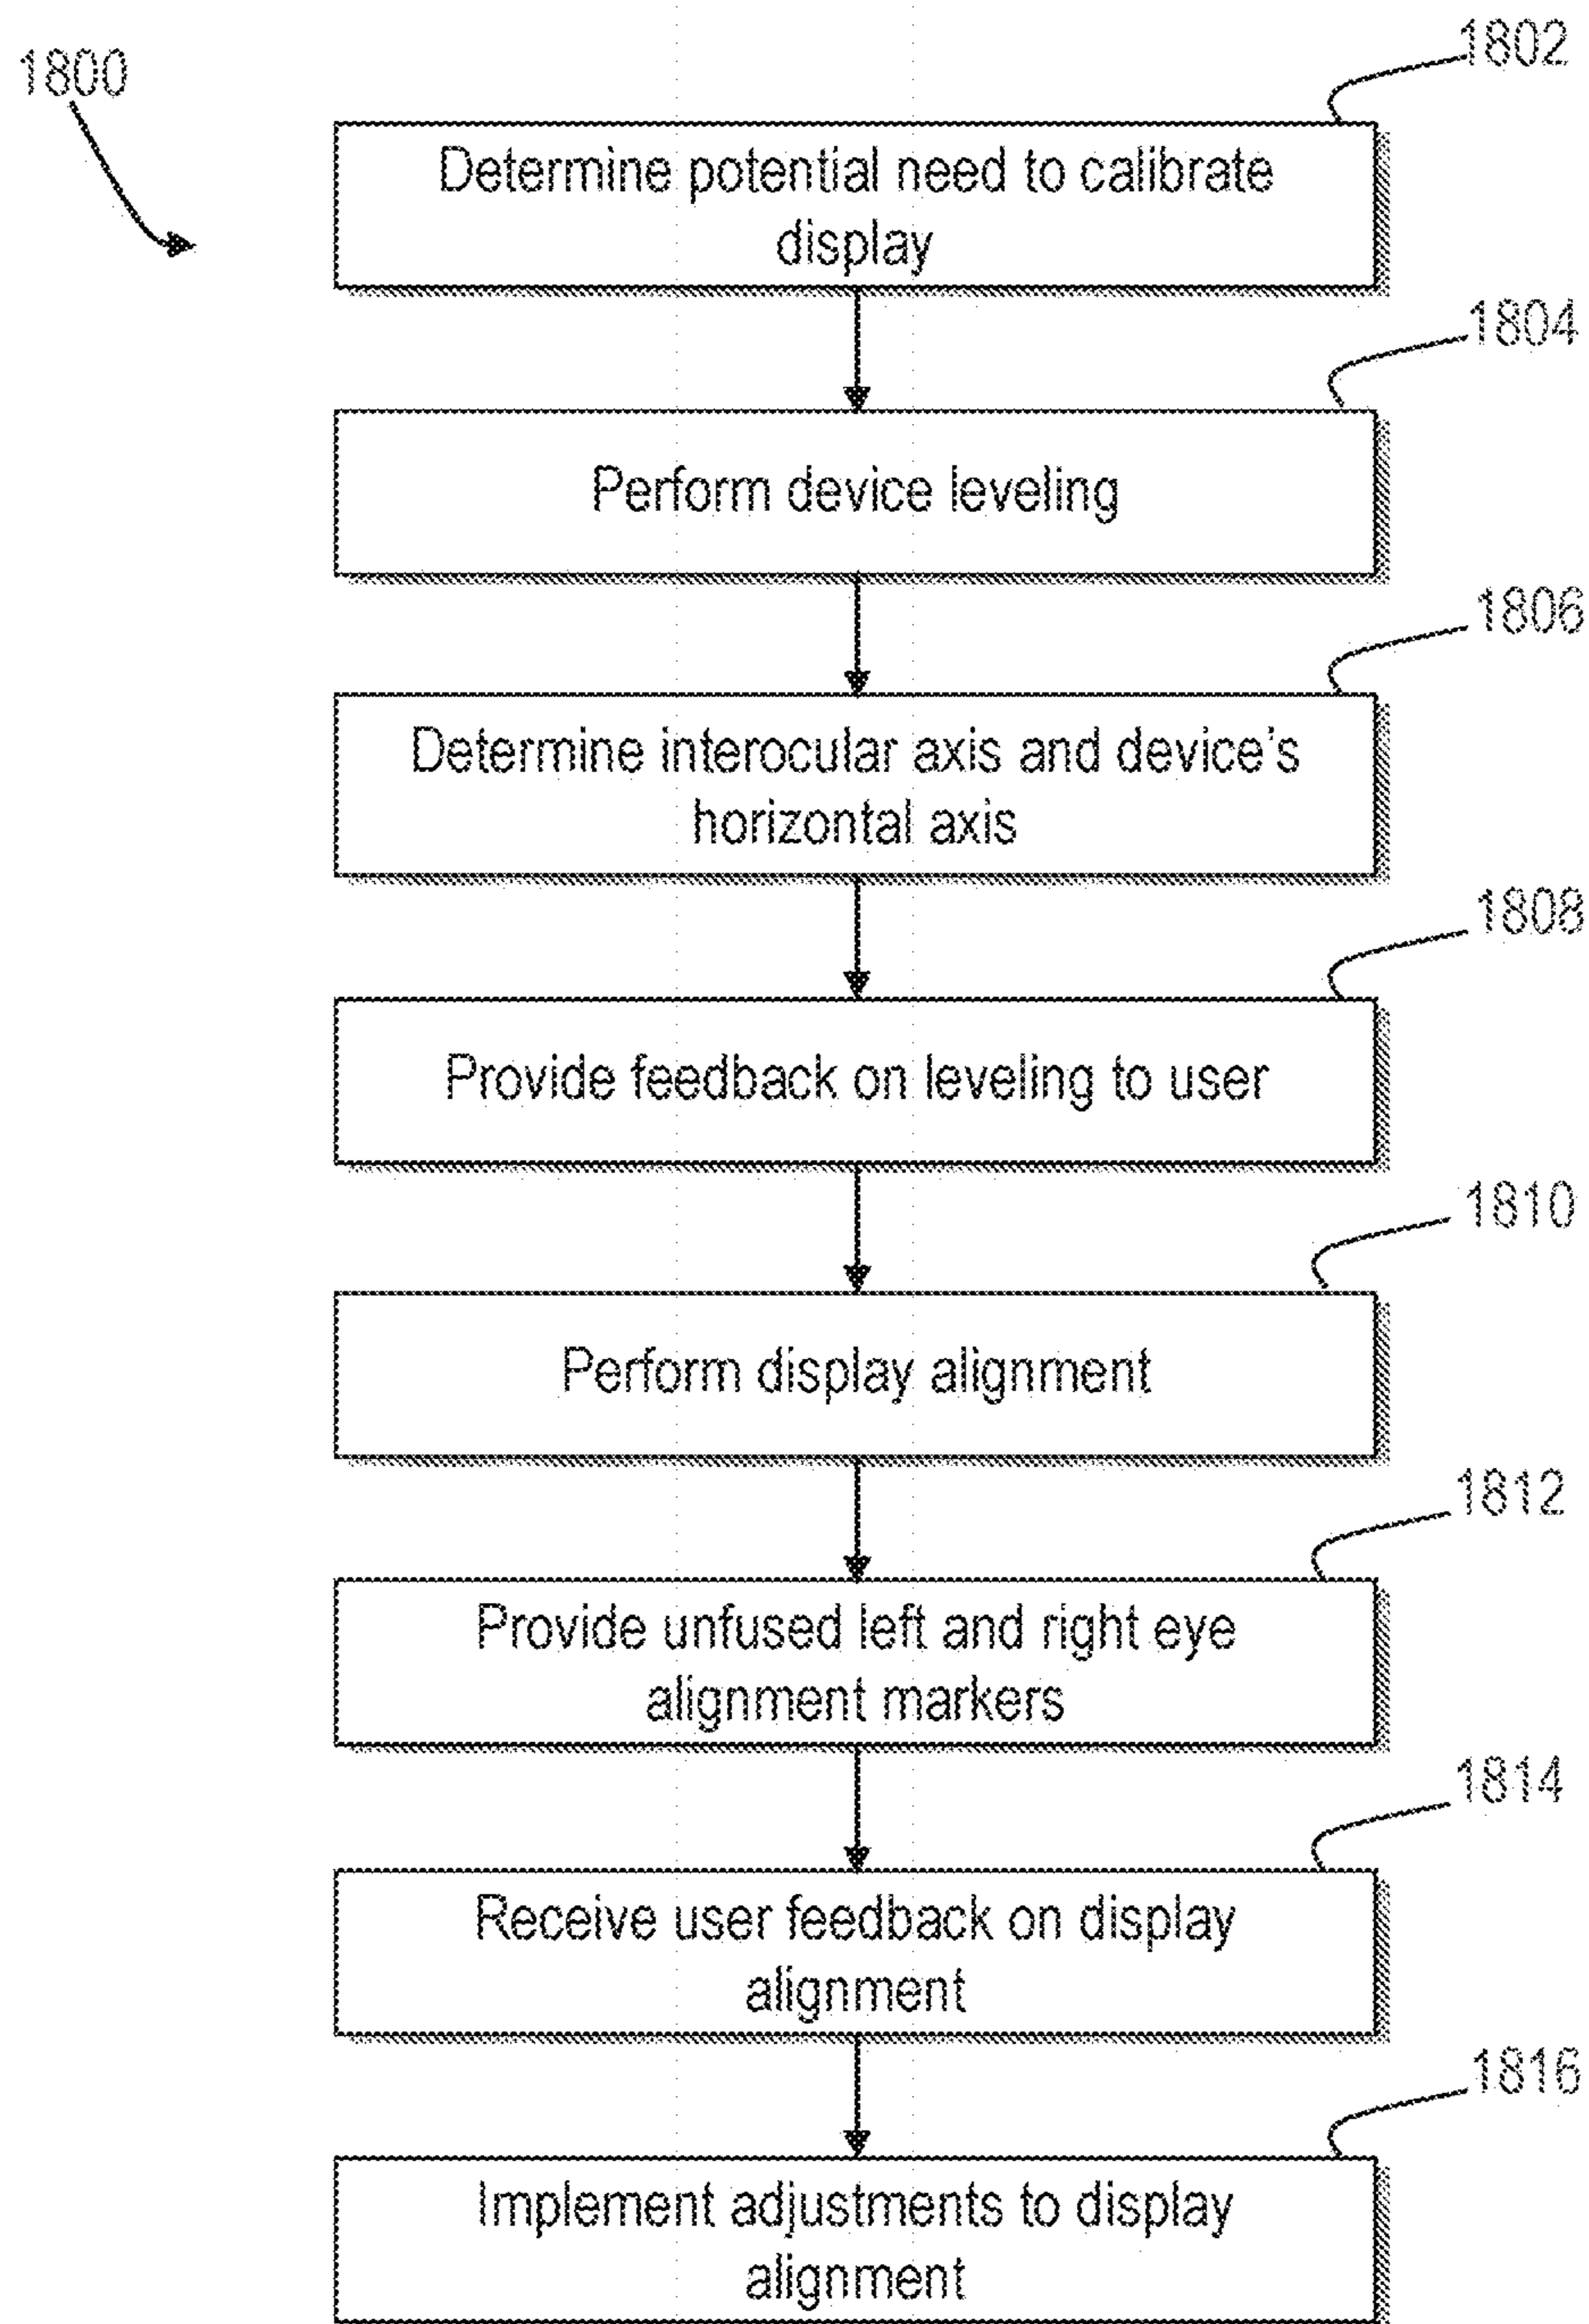 1800
1802
Determine potential need to calibrate
display
1804
Perform device leveling
1806
Determine interocular axis and device's
horizontal axis
1808
Provide feedback on leveling to user
1810
Perform display alignment
1812
Provide unfused left and right eye
alignment markers
1814
Receive user feedback on display
alignment
1816
Implement adjustments to display
alignment